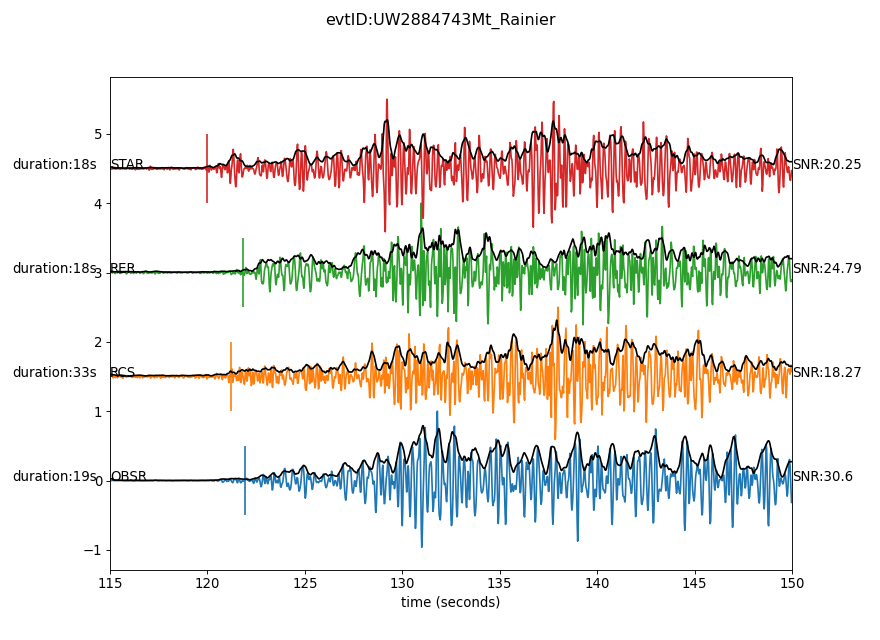 evtID:UW2884743Mt_Rainier
5
duration:18s STAR SNR:20.25
4
duration:18s RER SNR:24.79
3
2
duration:33s RCS SNR:18.27
1
duration:19s OBSR SNR:30.6
0
−1
115 120 125 130 135 140 145 150
time (seconds)